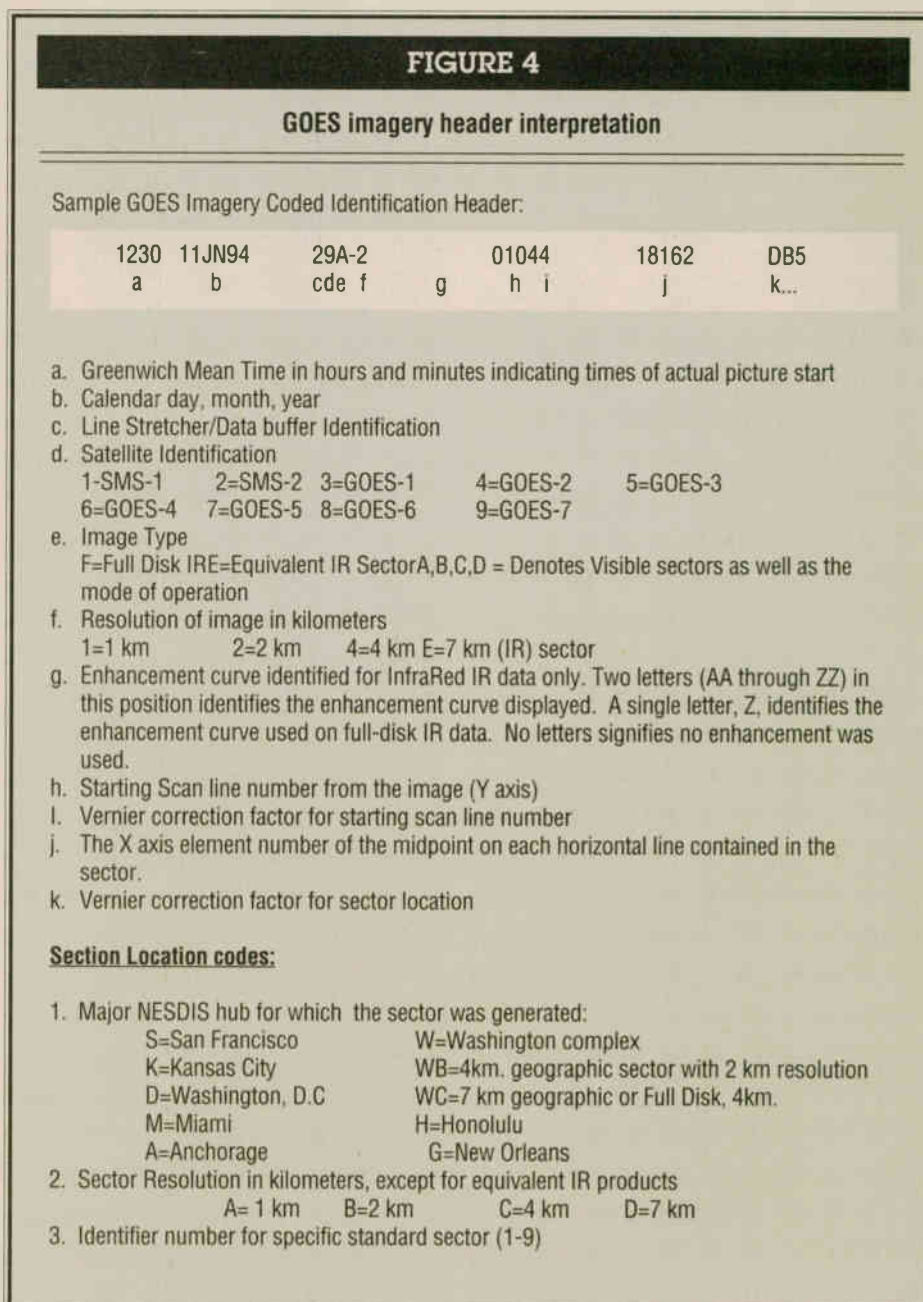 FIGURE 4
GOES imagery header interpretation
Sample GOES Imagery Coded Identification Header:
1230 11JN94 29A-2 01044 18162 DB5
a b cde f g h i j k...
a. Greenwich Mean Time in hours and minutes indicating times of actual picture start
b. Calendar day, month, year
c. Line Stretcher/Data buffer Identification
d. Satellite Identification
1-SMS-1 2=SMS-2 3=GOES-1 4=GOES-2 5=GOES-3
6=GOES-4 7=GOES-5 8=GOES-6 9=GOES-7
e. Image Type
F=Full Disk IRE=Equivalent IR SectorA,B,C,D = Denotes Visible sectors as well as the
mode of operation
f. Resolution of image in kilometers
1=1 km 2=2 km 4=4 km E=7 km (IR) sector
g. Enhancement curve identified for InfraRed IR data only. Two letters (AA through ZZ) in
this position identifies the enhancement curve displayed. A single letter, Z, identifies the
enhancement curve used on full-disk IR data. No letters signifies no enhancement was
used.
h. Starting Scan line number from the image (Y axis)
I. Vernier correction factor for starting scan line number
j. The X axis element number of the midpoint on each horizontal line contained in the
sector.
k. Vernier correction factor for sector location
Section Location codes:
1. Major NESDIS hub for which the sector was generated:
S=San Francisco W=Washington complex
K=Kansas City WB=4km. geographic sector with 2 km resolution
D=Washington, D.C WC=7 km geographic or Full Disk, 4km.
M=Miami H=Honolulu
A=Anchorage G=New Orleans
2. Sector Resolution in kilometers, except for equivalent IR products
A= 1 km B=2 km C=4 km D=7 km
3. Identifier number for specific standard sector (1-9)